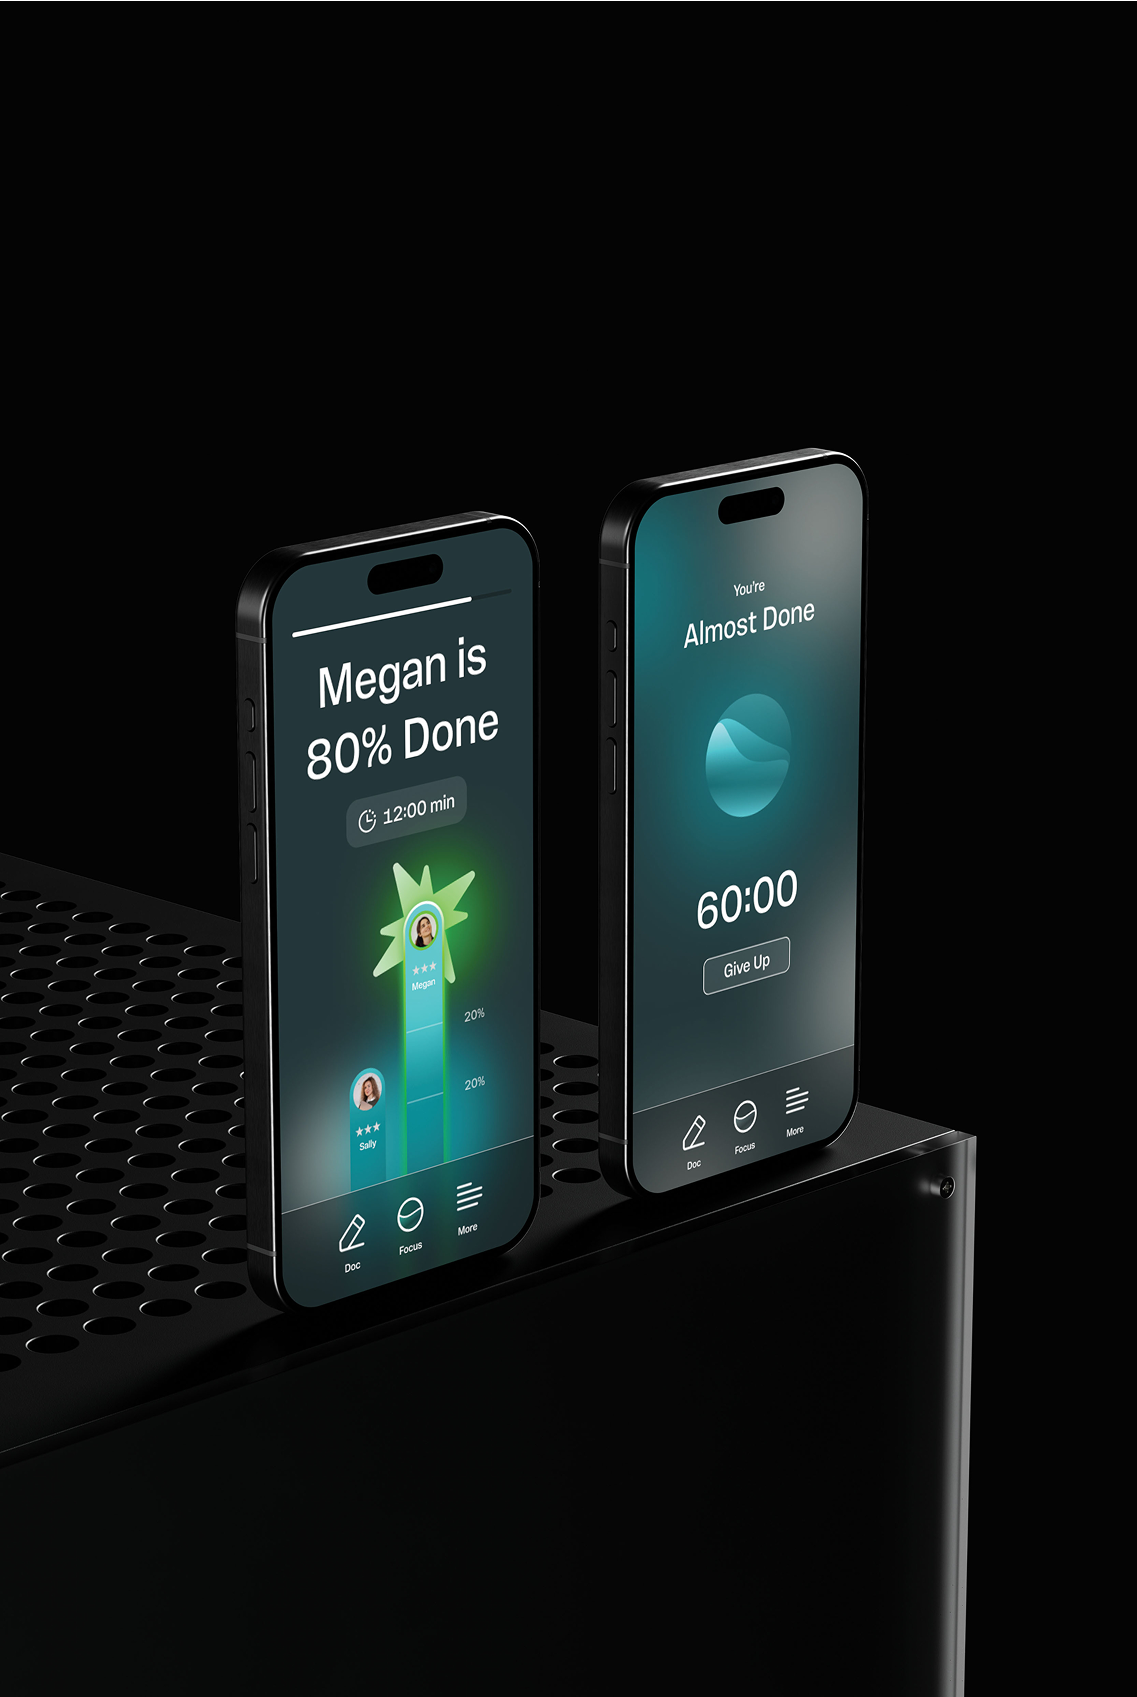 Megan is
80% Done
12:00 min
Megan
20%
20%
Sally
Doc
Focus
More
You're
Almost Done
60:00
Give Up
Doc
Focus
More